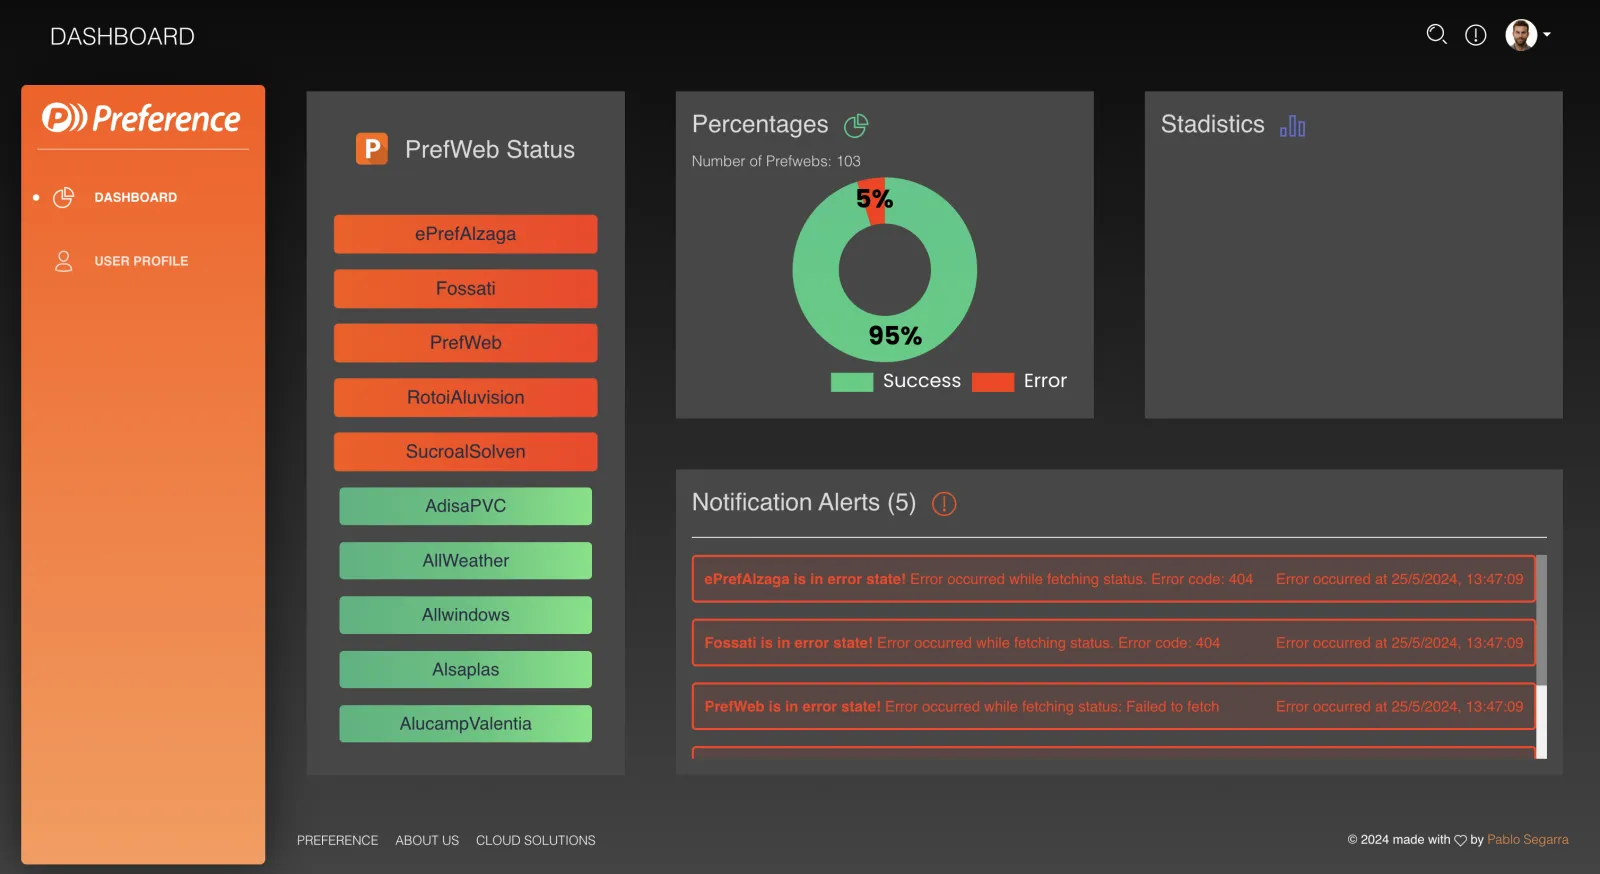 DASHBOARD
Preference
DASHBOARD
USER PROFILE
P PrefWeb Status
ePrefAlzaga
Fossati
PrefWeb
RotoiAluvision
SucroalSolven
AdisaPVC
AllWeather
Allwindows
Alsaplas
AlucampValentia
Percentages
Number of Prefwebs: 103
5%
95%
Success Error
Stadistics
Notification Alerts (5)
ePrefAlzaga is in error state! Error occurred while fetching status. Error code: 404 Error occurred at 25/5/2024, 13:47:09
Fossati is in error state! Error occurred while fetching status. Error code: 404 Error occurred at 25/5/2024, 13:47:09
PrefWeb is in error state! Error occurred while fetching status: Failed to fetch Error occurred at 25/5/2024, 13:47:09
PREFERENCE ABOUT US CLOUD SOLUTIONS
© 2024 made with ♡ by Pablo Segarra